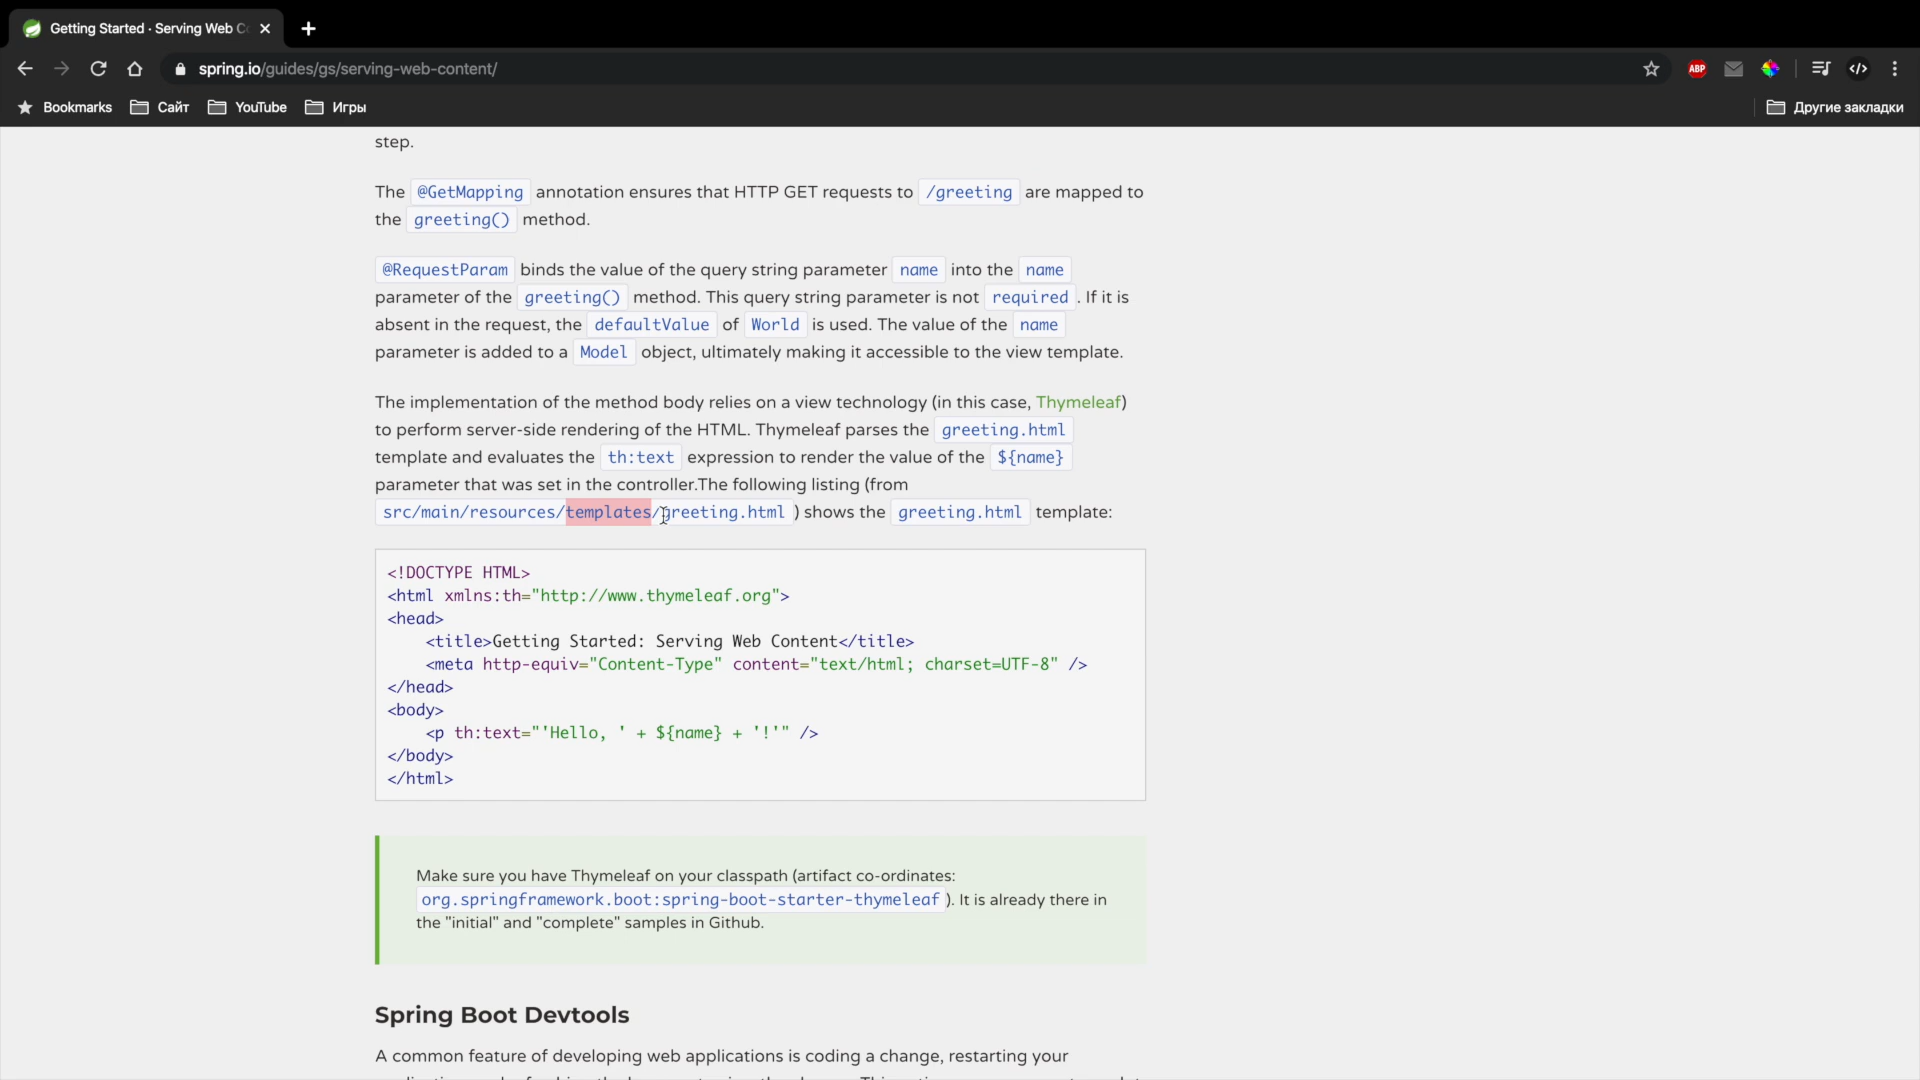 Getting Started · Serving Web C
spring.io/guides/gs/serving-web-content/
ABP
Bookmarks Сайт YouTube Игры Другие закладки
step.
The @GetMapping annotation ensures that HTTP GET requests to /greeting are mapped to
the greeting() method.
@RequestParam binds the value of the query string parameter name into the name
parameter of the greeting() method. This query string parameter is not required . If it is
absent in the request, the defaultValue of World is used. The value of the name
parameter is added to a Model object, ultimately making it accessible to the view template.
The implementation of the method body relies on a view technology (in this case, Thymeleaf)
to perform server-side rendering of the HTML. Thymeleaf parses the greeting.html
template and evaluates the th:text expression to render the value of the ${name}
parameter that was set in the controller.The following listing (from
src/main/resources/templates/greeting.html ) shows the greeting.html template:
<!DOCTYPE HTML>
<html xmlns:th="http://www.thymeleaf.org">
<head>
    <title>Getting Started: Serving Web Content</title>
    <meta http-equiv="Content-Type" content="text/html; charset=UTF-8" />
</head>
<body>
    <p th:text="'Hello, ' + ${name} + '!'" />
</body>
</html>
Make sure you have Thymeleaf on your classpath (artifact co-ordinates:
org.springframework.boot:spring-boot-starter-thymeleaf ). It is already there in
the "initial" and "complete" samples in Github.
Spring Boot Devtools
A common feature of developing web applications is coding a change, restarting your